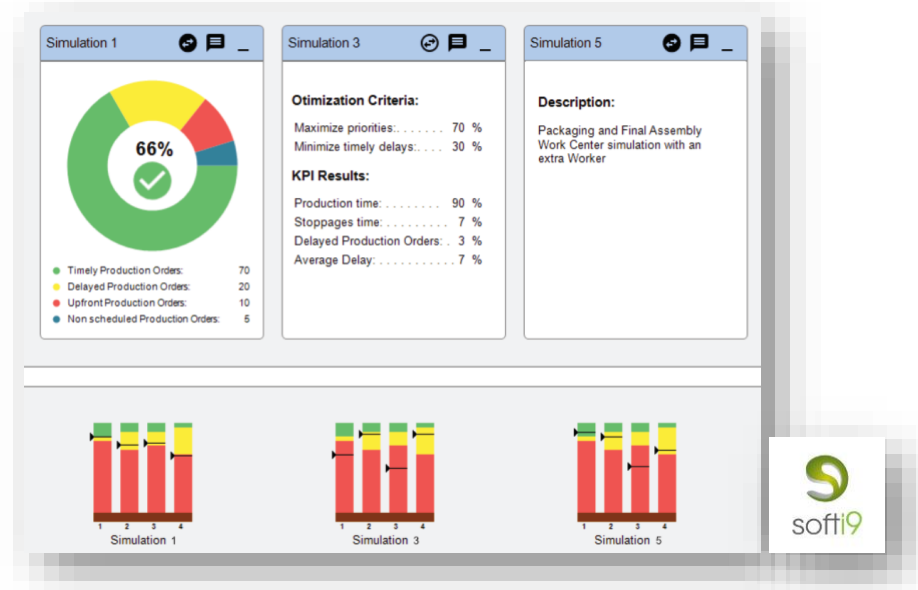 Simulation 1
66%
Timely Production Orders: 70
Delayed Production Orders: 20
Upfront Production Orders: 10
Non scheduled Production Orders: 5
Simulation 3
Otimization Criteria:
Maximize priorities:. . . . . . . 70 %
Minimize timely delays:. . . . 30 %
KPI Results:
Production time: . . . . . . . . 90 %
Stoppages time: . . . . . . . . . 7 %
Delayed Production Orders: . 3 %
Average Delay: . . . . . . . . . . . 7 %
Simulation 5
Description:
Packaging and Final Assembly
Work Center simulation with an
extra Worker
1 2 3 4
Simulation 1
1 2 3 4
Simulation 3
1 2 3 4
Simulation 5
softi9